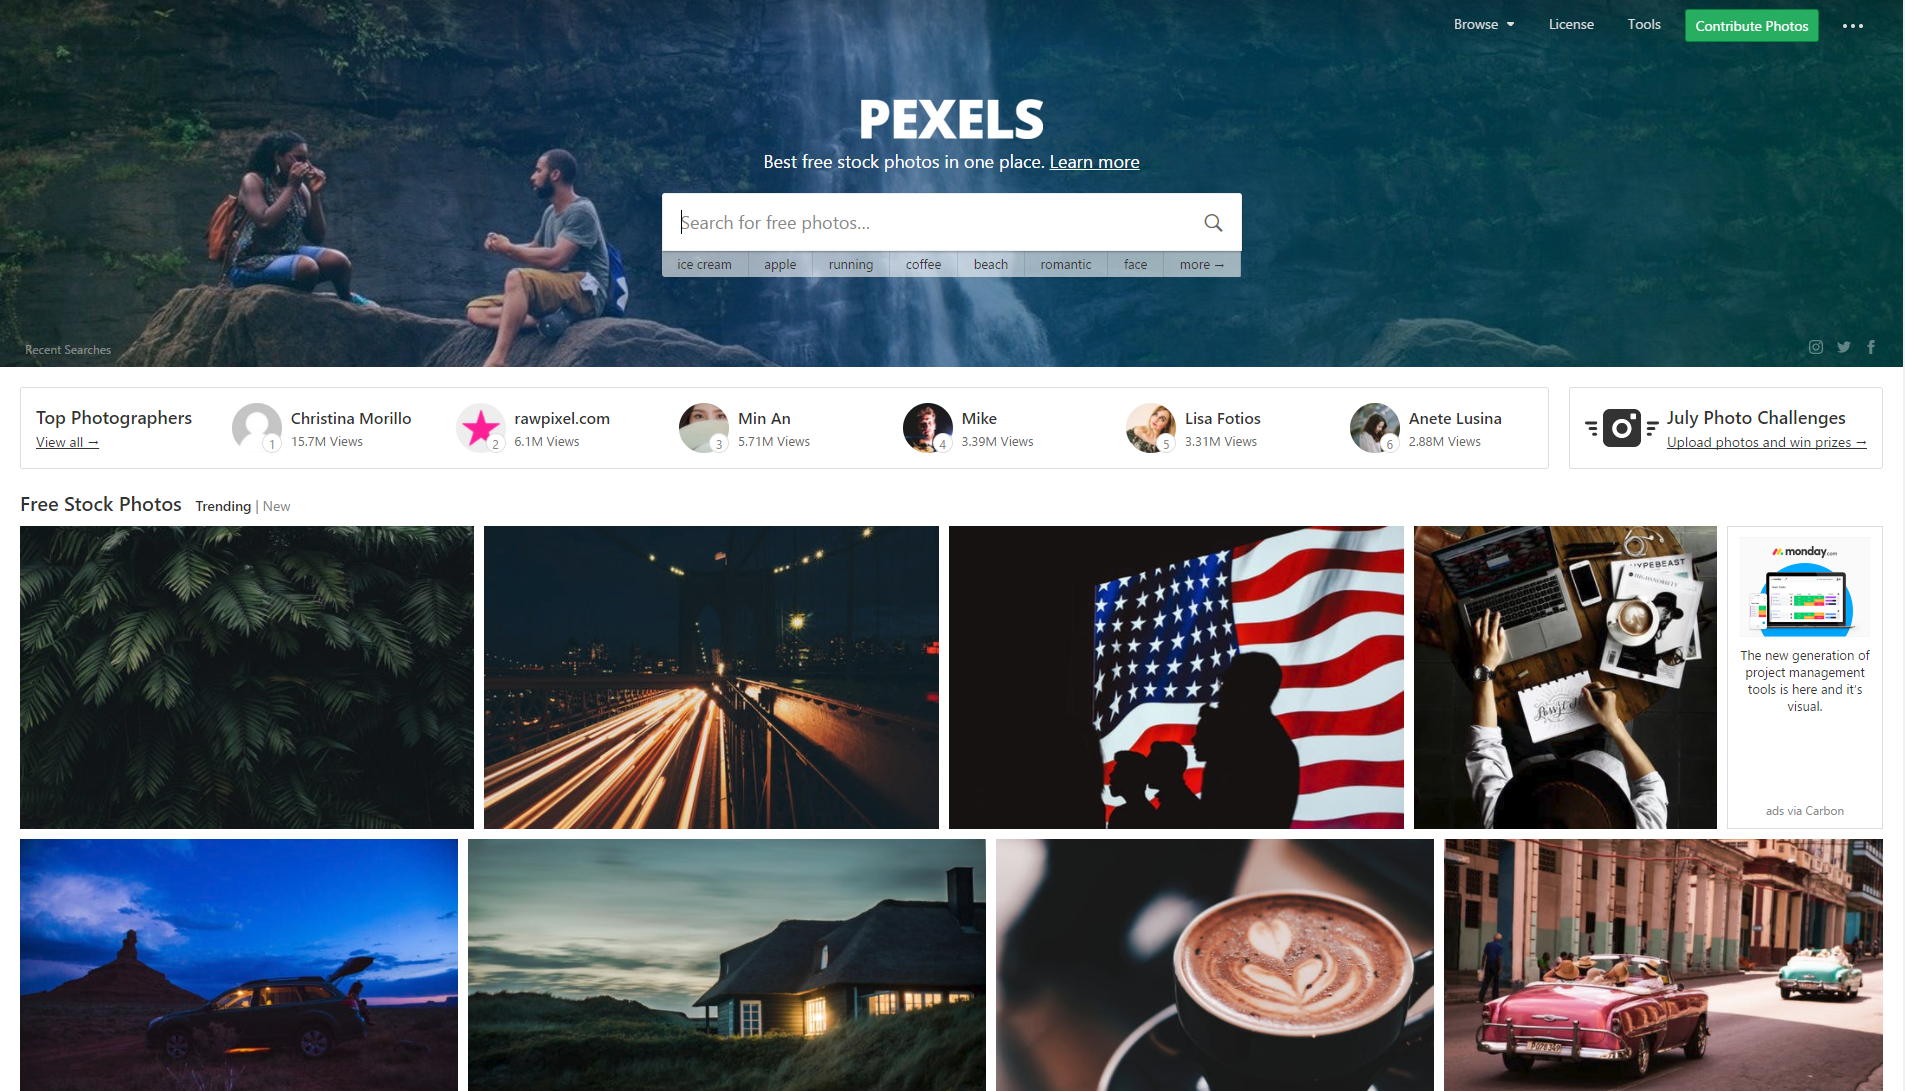 Browse
License
Tools
Contribute Photos
PEXELS
Best free stock photos in one place. Learn more
Search for free photos...
ice cream
apple
running
coffee
beach
romantic
face
more →
Recent Searches
Top Photographers
View all →
1
Christina Morillo
15.7M Views
2
rawpixel.com
6.1M Views
3
Min An
5.71M Views
4
Mike
3.39M Views
5
Lisa Fotios
3.31M Views
6
Anete Lusina
2.88M Views
July Photo Challenges
Upload photos and win prizes →
Free Stock Photos Trending | New
HYPEBEAST
monday.com
The new generation of
project management
tools is here and it's
visual.
ads via Carbon